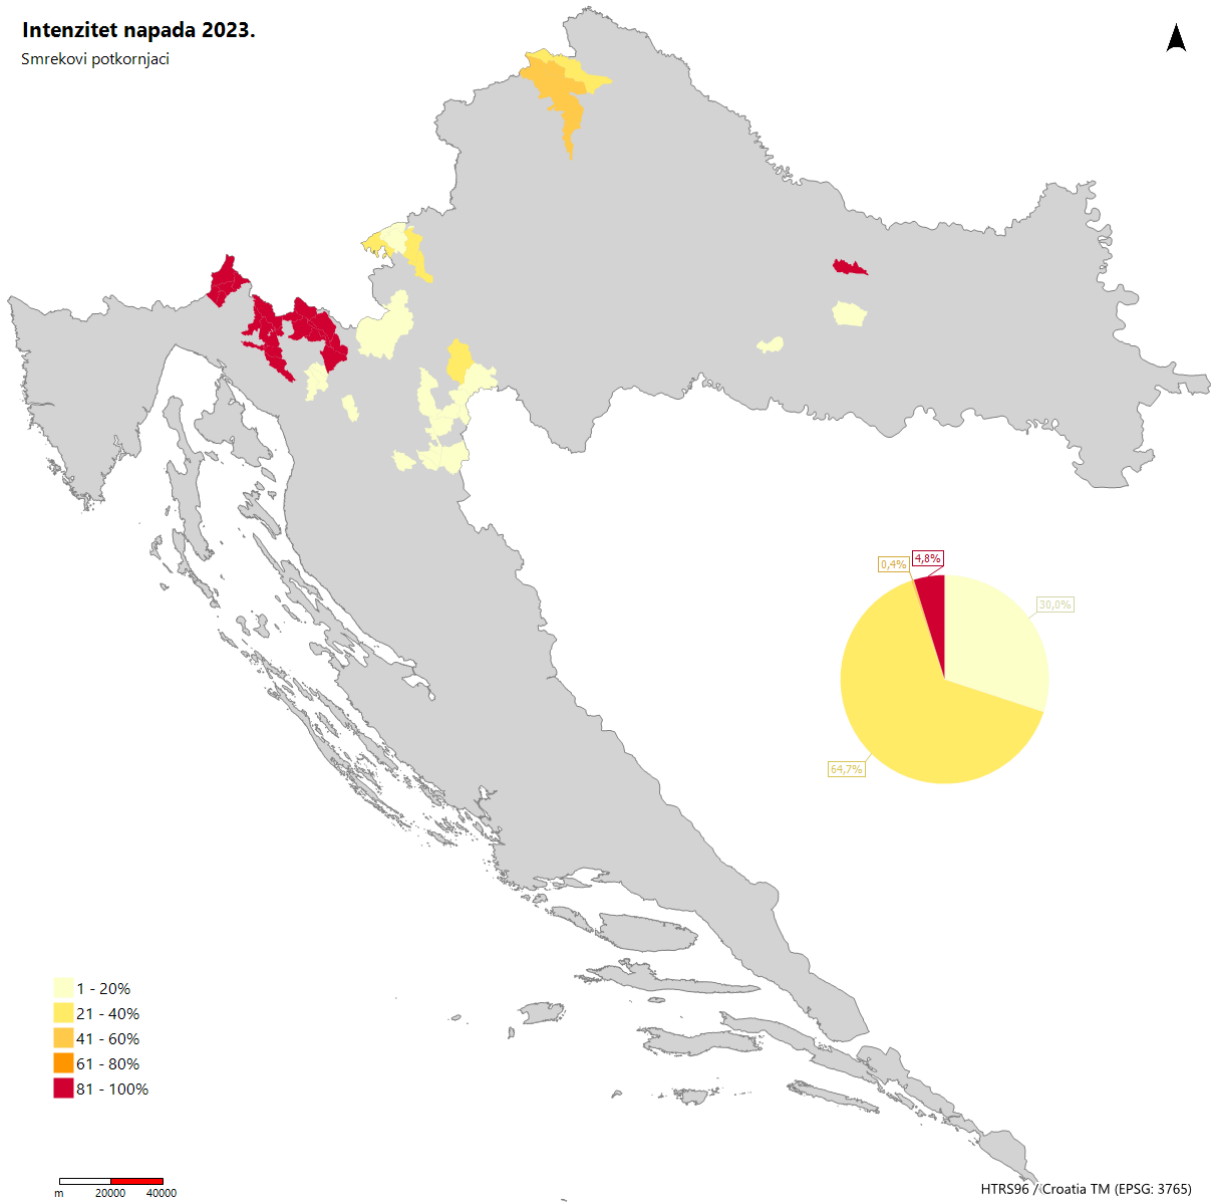 Intenzitet napada 2023.
Smrekovi potkornjaci
0,4%
4,8%
30,0%
64,7%
1 - 20%
21 - 40%
41 - 60%
61 - 80%
81 - 100%
m 20000 40000
HTRS96 / Croatia TM (EPSG: 3765)